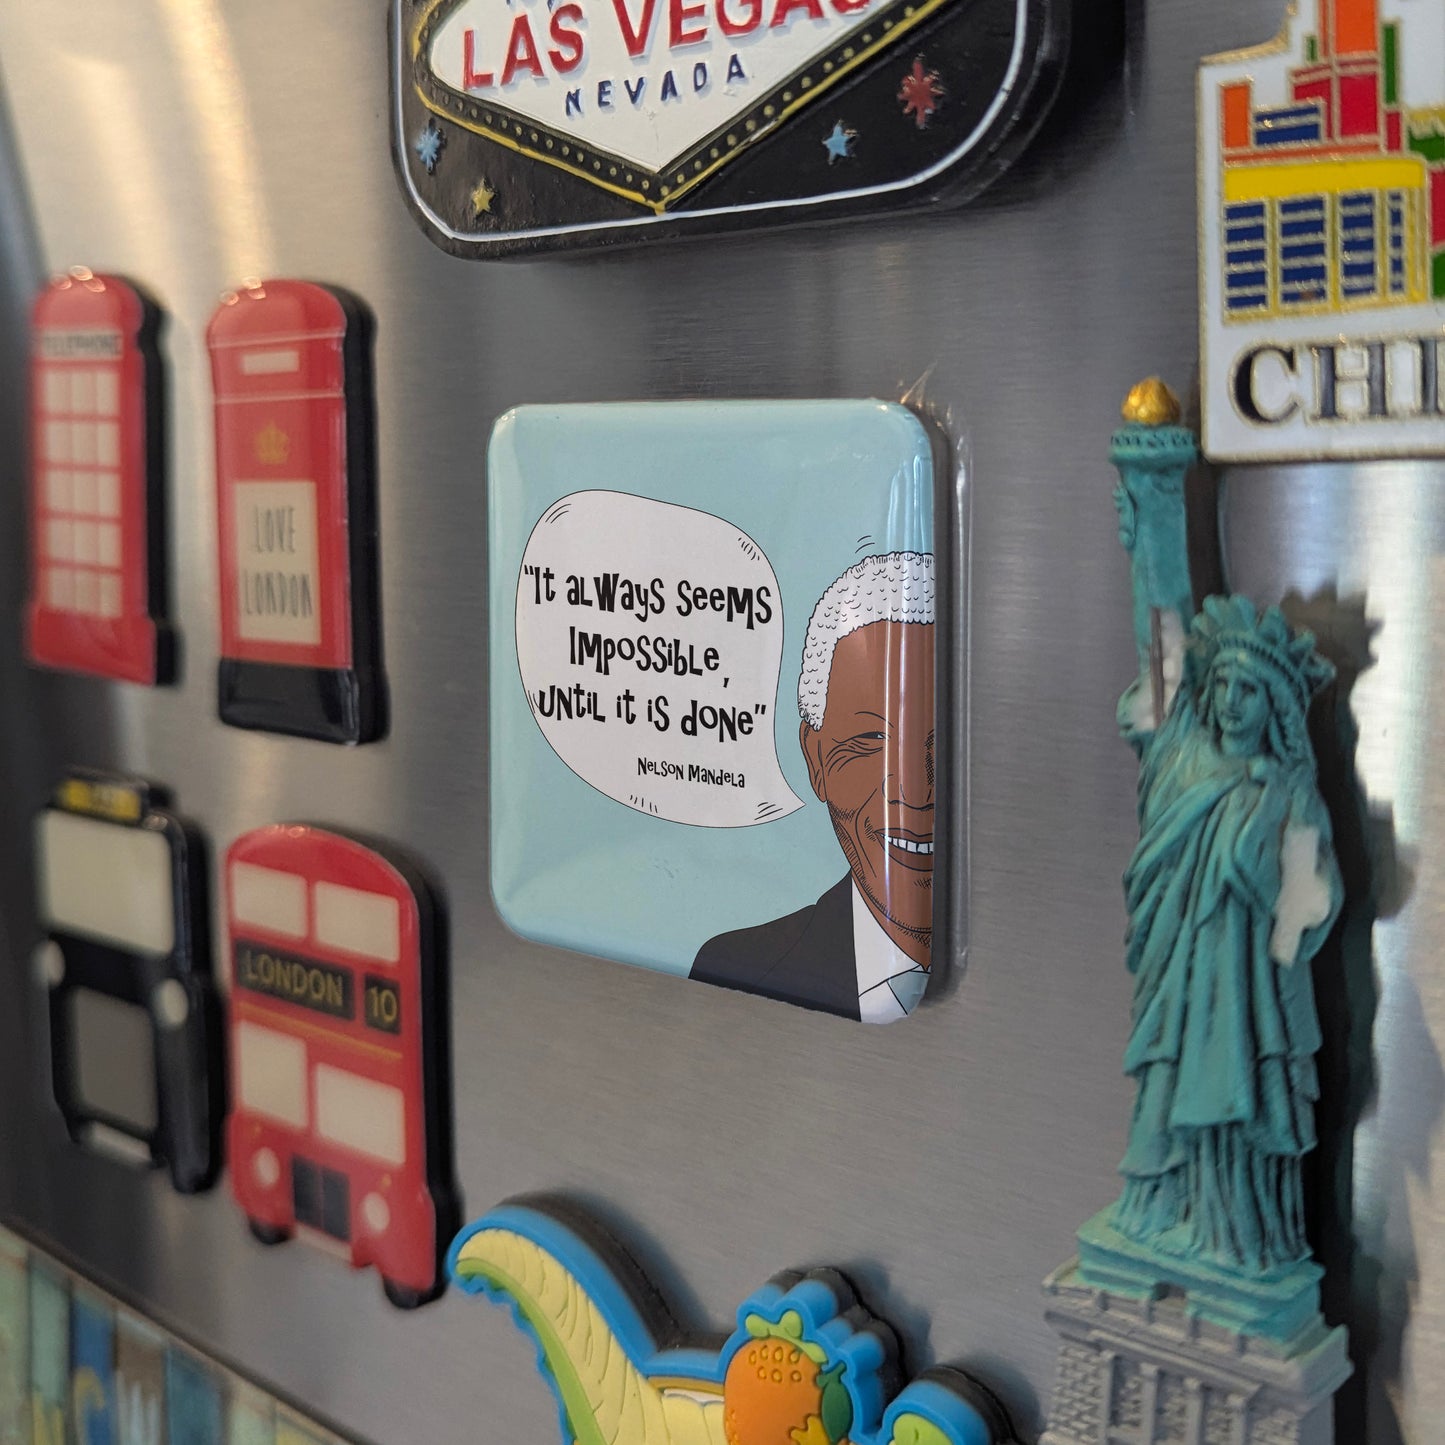 LAS VEGAS
NEVADA
TELEPHONE
LOVE
LONDON
CHI
"It always seems
impossible,
until it is done"
Nelson Mandela
LONDON 10